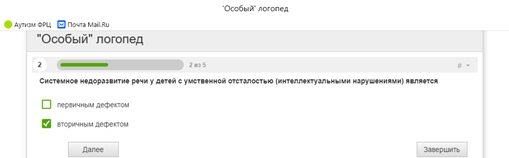 "Особый" логопед
Аутизм ФРЦ Почта Mail.Ru
"Особый" логопед
2 2 из 5
Системное недоразвитие речи у детей с умственной отсталостью (интеллектуальными нарушениями) является
первичным дефектом
вторичным дефектом
Далее Завершить